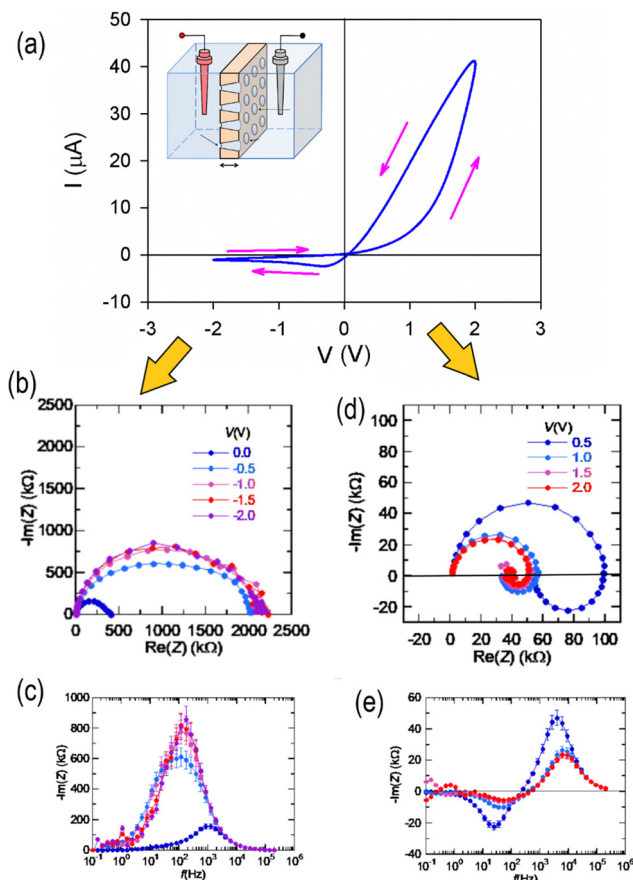 (a)
50
40
30
20
10
0
-10
I (μA)
-3 -2 -1 0 1 2 3
V (V)
(b)
2500
2000
1500
1000
500
0
-Im(Z) (kΩ)
V(V)
0.0
-0.5
-1.0
-1.5
-2.0
0 500 1000 1500 2000 2500
Re(Z) (kΩ)
(d)
100
80
60
40
20
0
-20
-Im(Z) (kΩ)
V(V)
0.5
1.0
1.5
2.0
-20 0 20 40 60 80 100
Re(Z) (kΩ)
(c)
1000
800
600
400
200
0
-Im(Z) (kΩ)
10⁻¹ 10⁰ 10¹ 10² 10³ 10⁴ 10⁵ 10⁶
f(Hz)
(e)
60
40
20
0
-20
-40
-Im(Z) (kΩ)
10⁻¹ 10⁰ 10¹ 10² 10³ 10⁴ 10⁵ 10⁶
f(Hz)